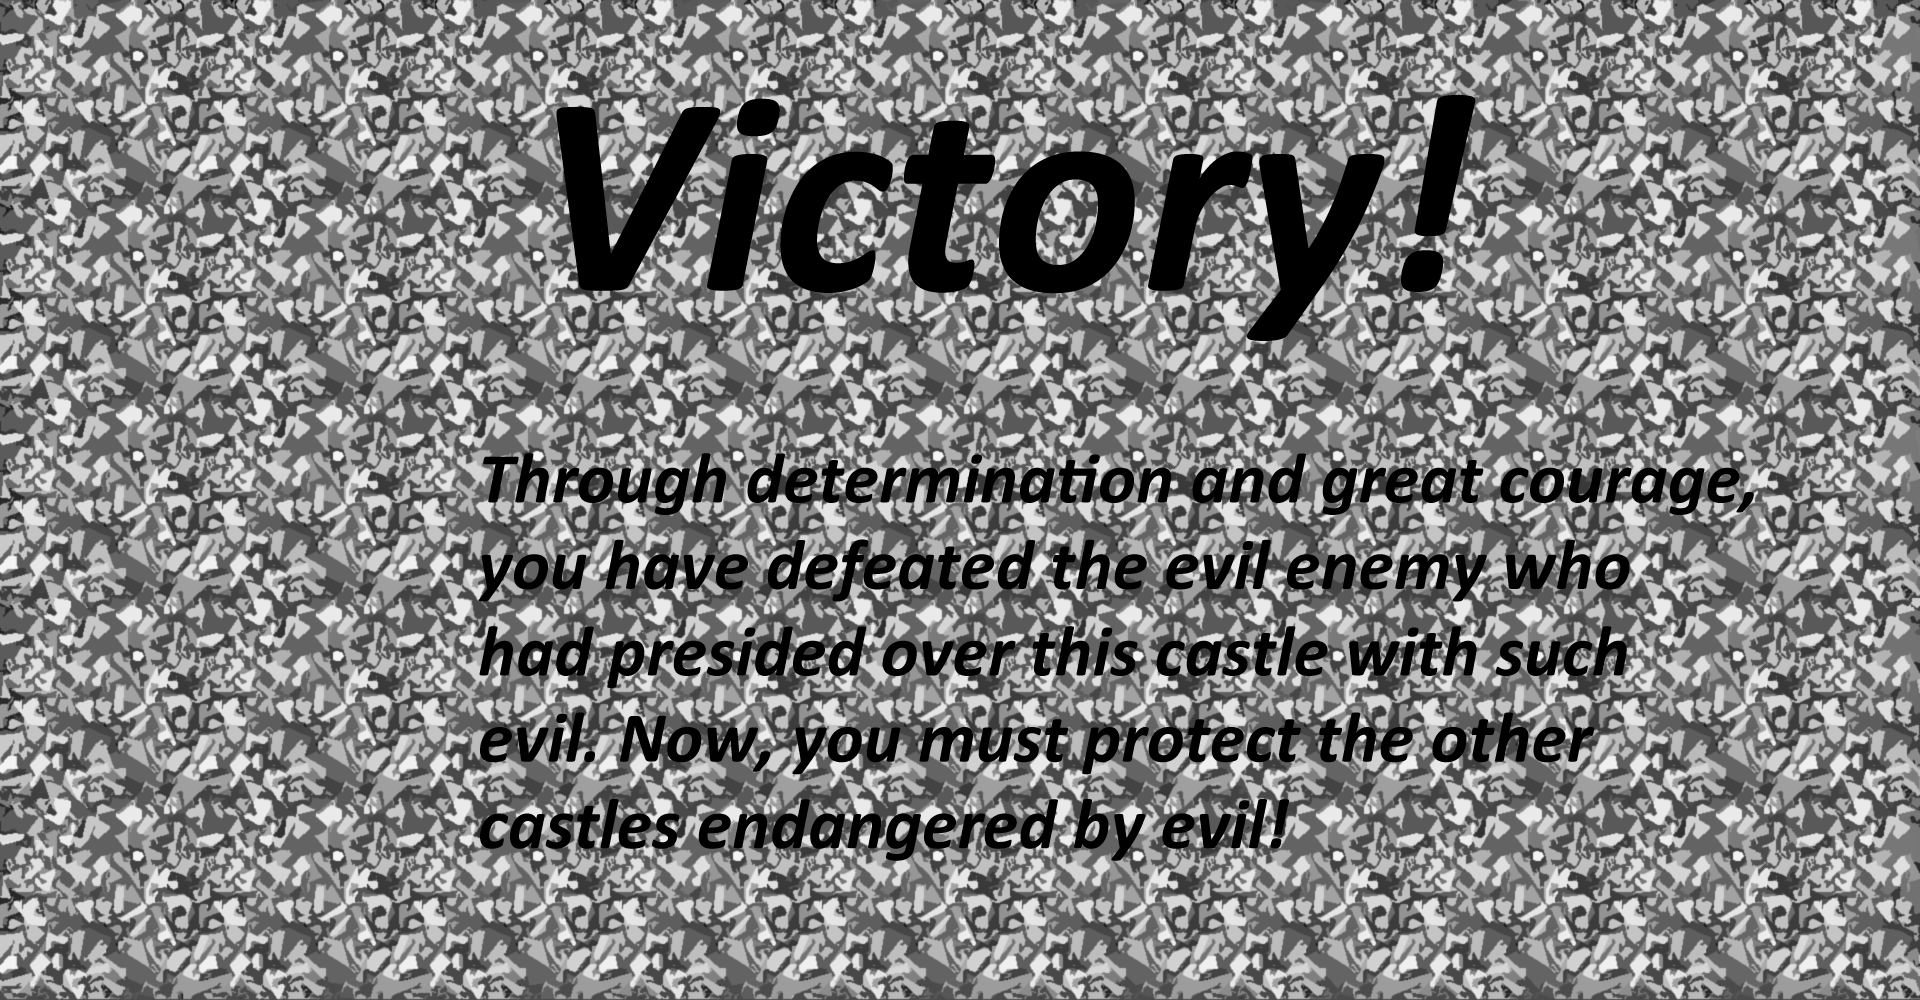 Victory!
Through determination and great courage,
you have defeated the evil enemy who
had presided over this castle with such
evil. Now, you must protect the other
castles endangered by evil!